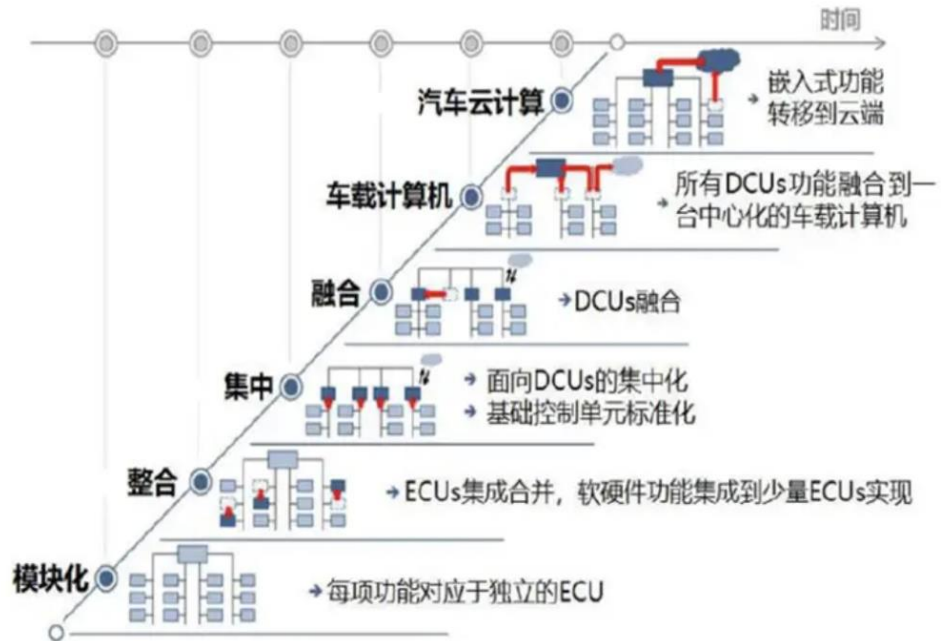 时间
汽车云计算
嵌入式功能
转移到云端
车载计算机
所有DCUs功能融合到一
台中心化的车载计算机
融合
DCUs融合
集中
面向DCUs的集中化
基础控制单元标准化
整合
ECUs集成合并，软硬件功能集成到少量ECUs实现
模块化
每项功能对应于独立的ECU